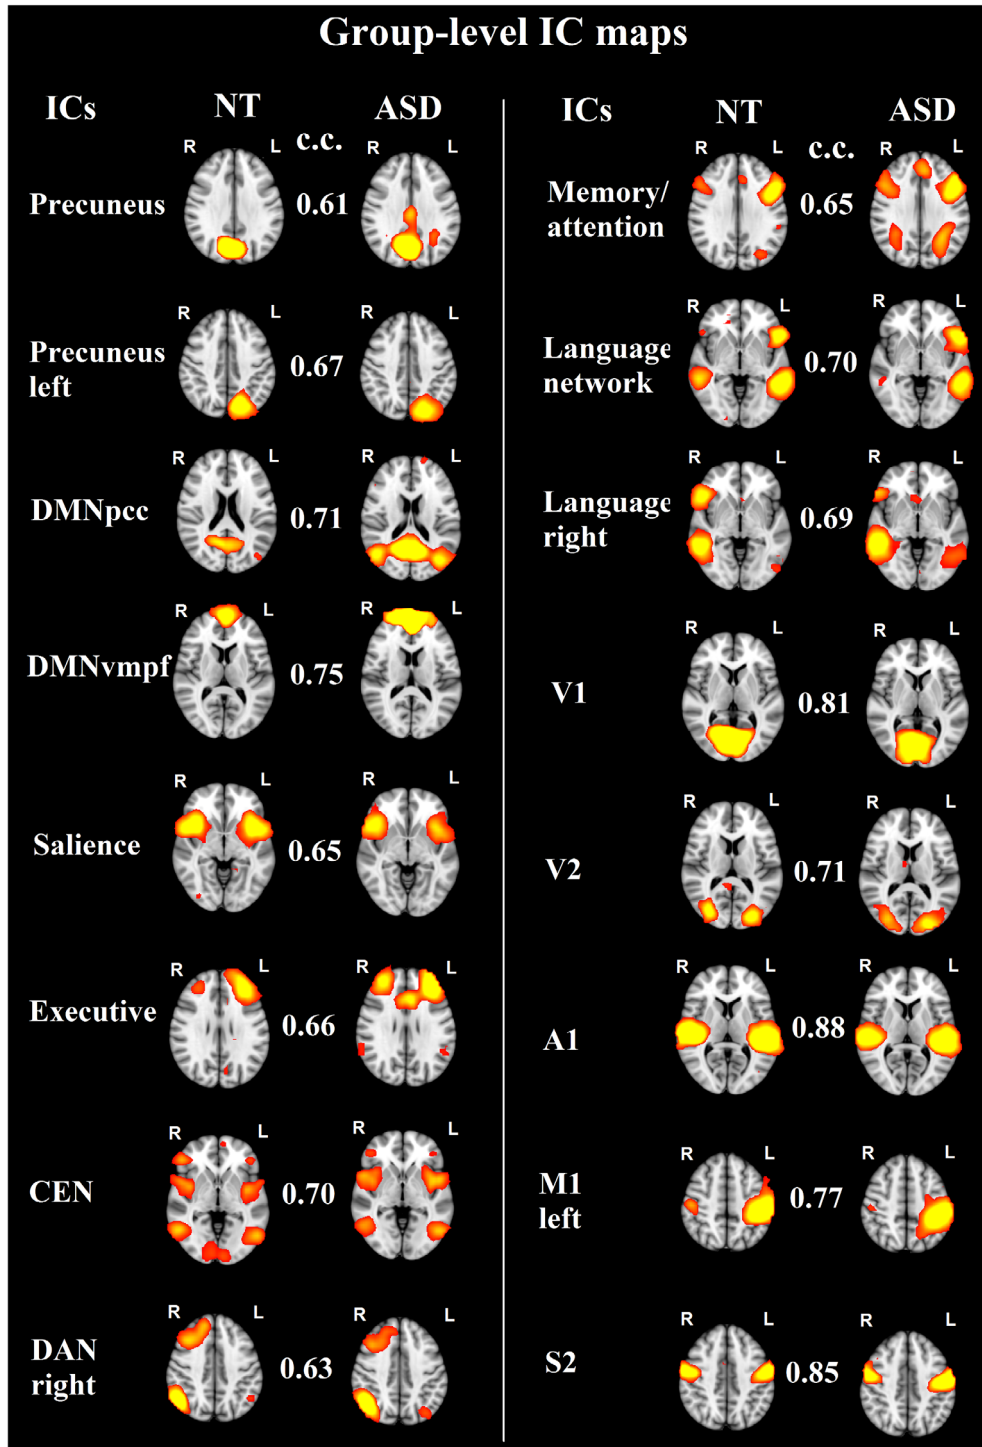 Group-level IC maps
ICs NT c.c. ASD
R L R L
Precuneus 0.61
R L R L
Precuneus
left
0.67
R L R L
DMNpcc 0.71
R L R L
DMNvmpf 0.75
R L R L
Salience 0.65
R L R L
Executive 0.66
R L R L
CEN 0.70
R L R L
DAN
right
0.63
ICs NT c.c. ASD
R L R L
Memory/
attention
0.65
R L R L
Language
network
0.70
R L R L
Language
right
0.69
R L R L
V1 0.81
R L R L
V2 0.71
R L R L
A1 0.88
R L R L
M1
left
0.77
R L R L
S2 0.85